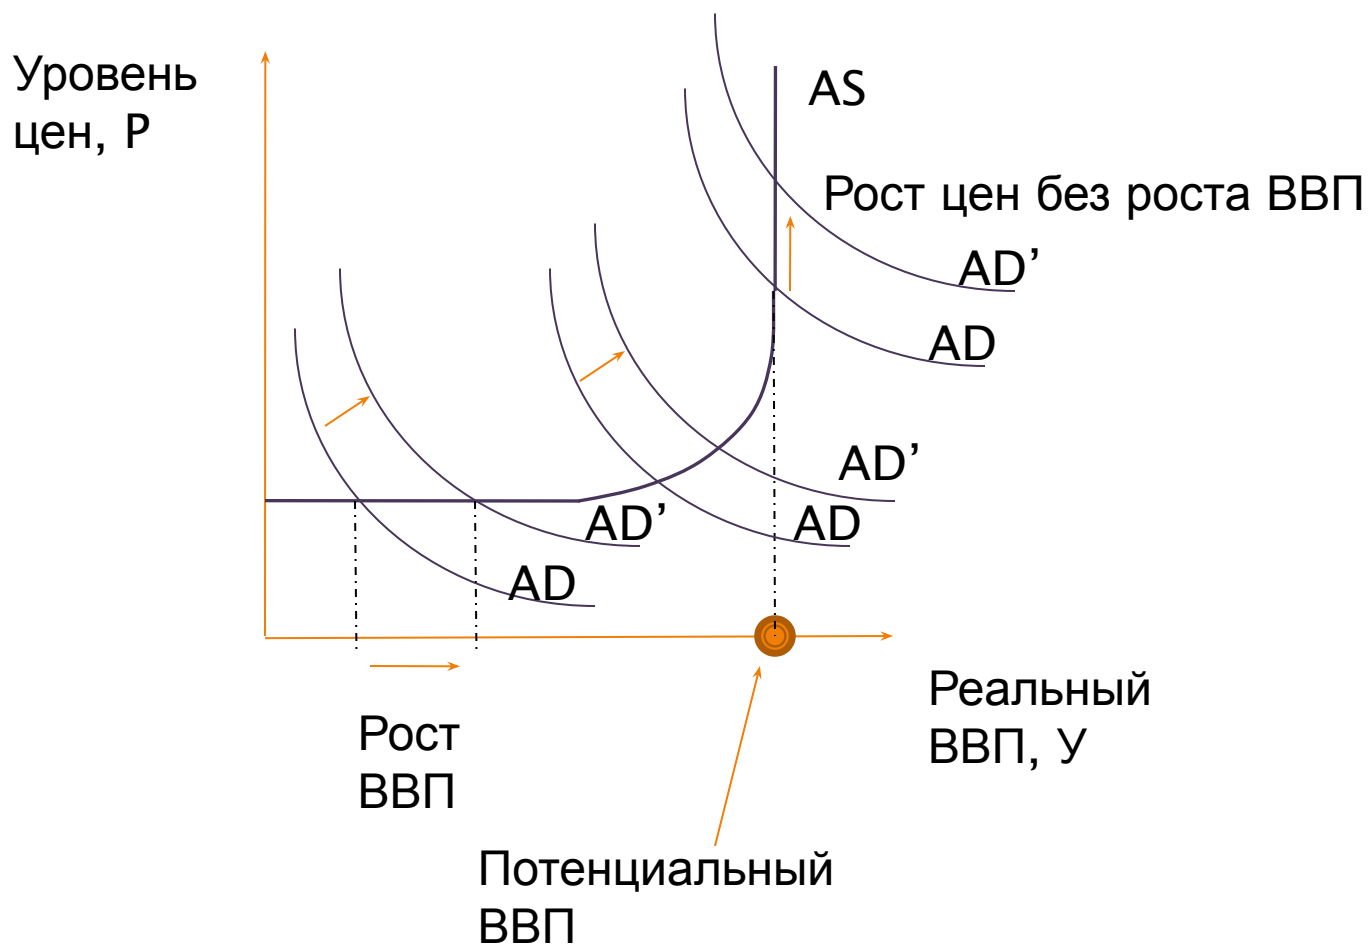 Уровень
цен, P
AS
Рост цен без роста ВВП
AD’
AD
AD’
AD
AD’
AD
Реальный
ВВП, У
Рост
ВВП
Потенциальный
ВВП